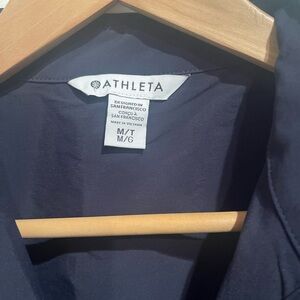 ATHLETA
DESIGNED IN
SAN FRANCISCO
CONÇU À
SAN FRANCISCO
MADE IN VIETNAM
M/T
M/G